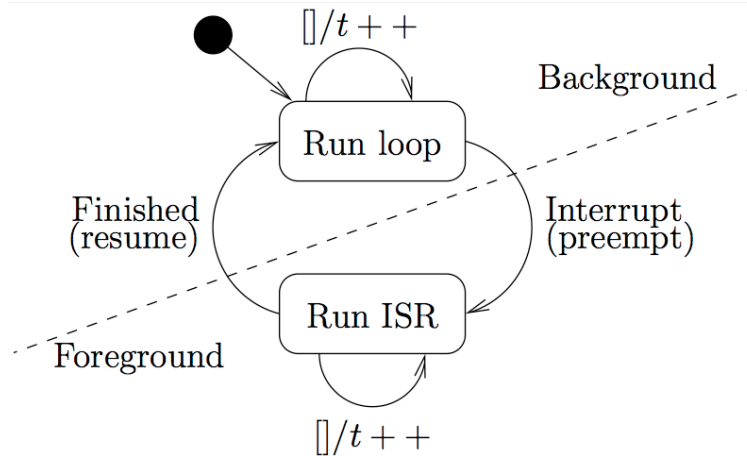 []/t + +
Background
Run loop
Finished
(resume)
Interrupt
(preempt)
Run ISR
Foreground
[]/t + +